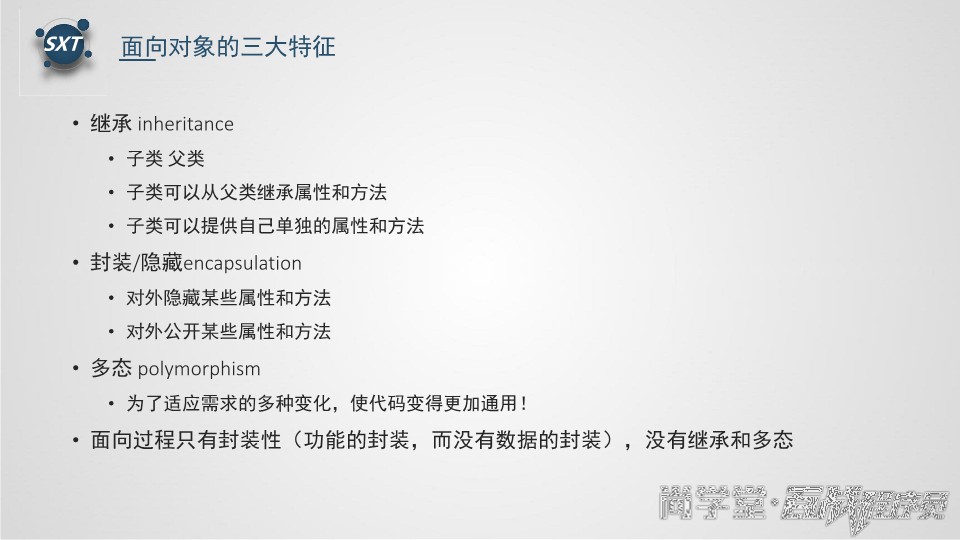 SXT
面向对象的三大特征
• 继承 inheritance
• 子类 父类
• 子类可以从父类继承属性和方法
• 子类可以提供自己单独的属性和方法
• 封装/隐藏encapsulation
• 对外隐藏某些属性和方法
• 对外公开某些属性和方法
• 多态 polymorphism
• 为了适应需求的多种变化，使代码变得更加通用！
• 面向过程只有封装性（功能的封装，而没有数据的封装），没有继承和多态
尚学堂·